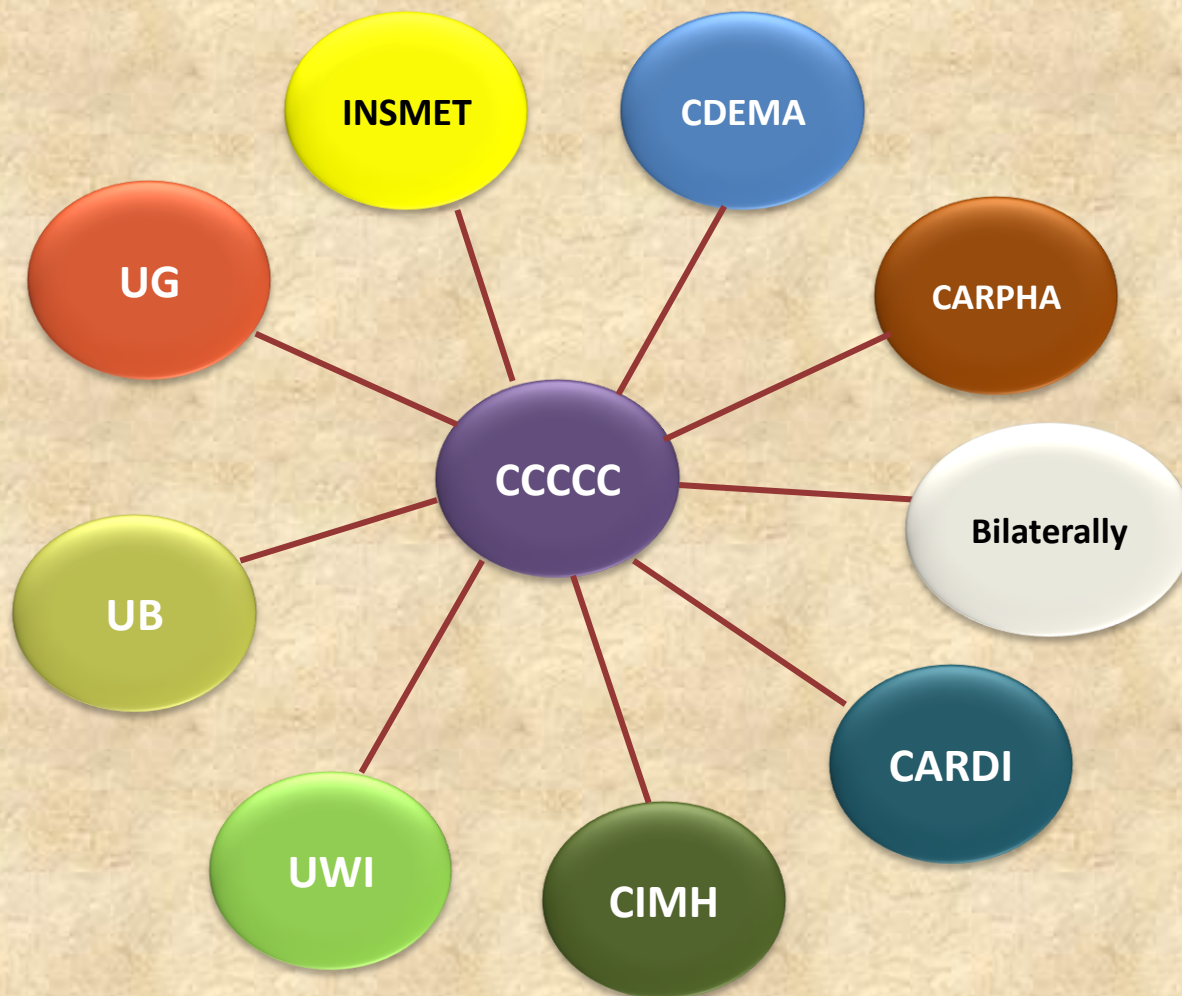 INSMET
CDEMA
UG
CARPHA
CCCCC
Bilaterally
UB
CARDI
UWI
CIMH